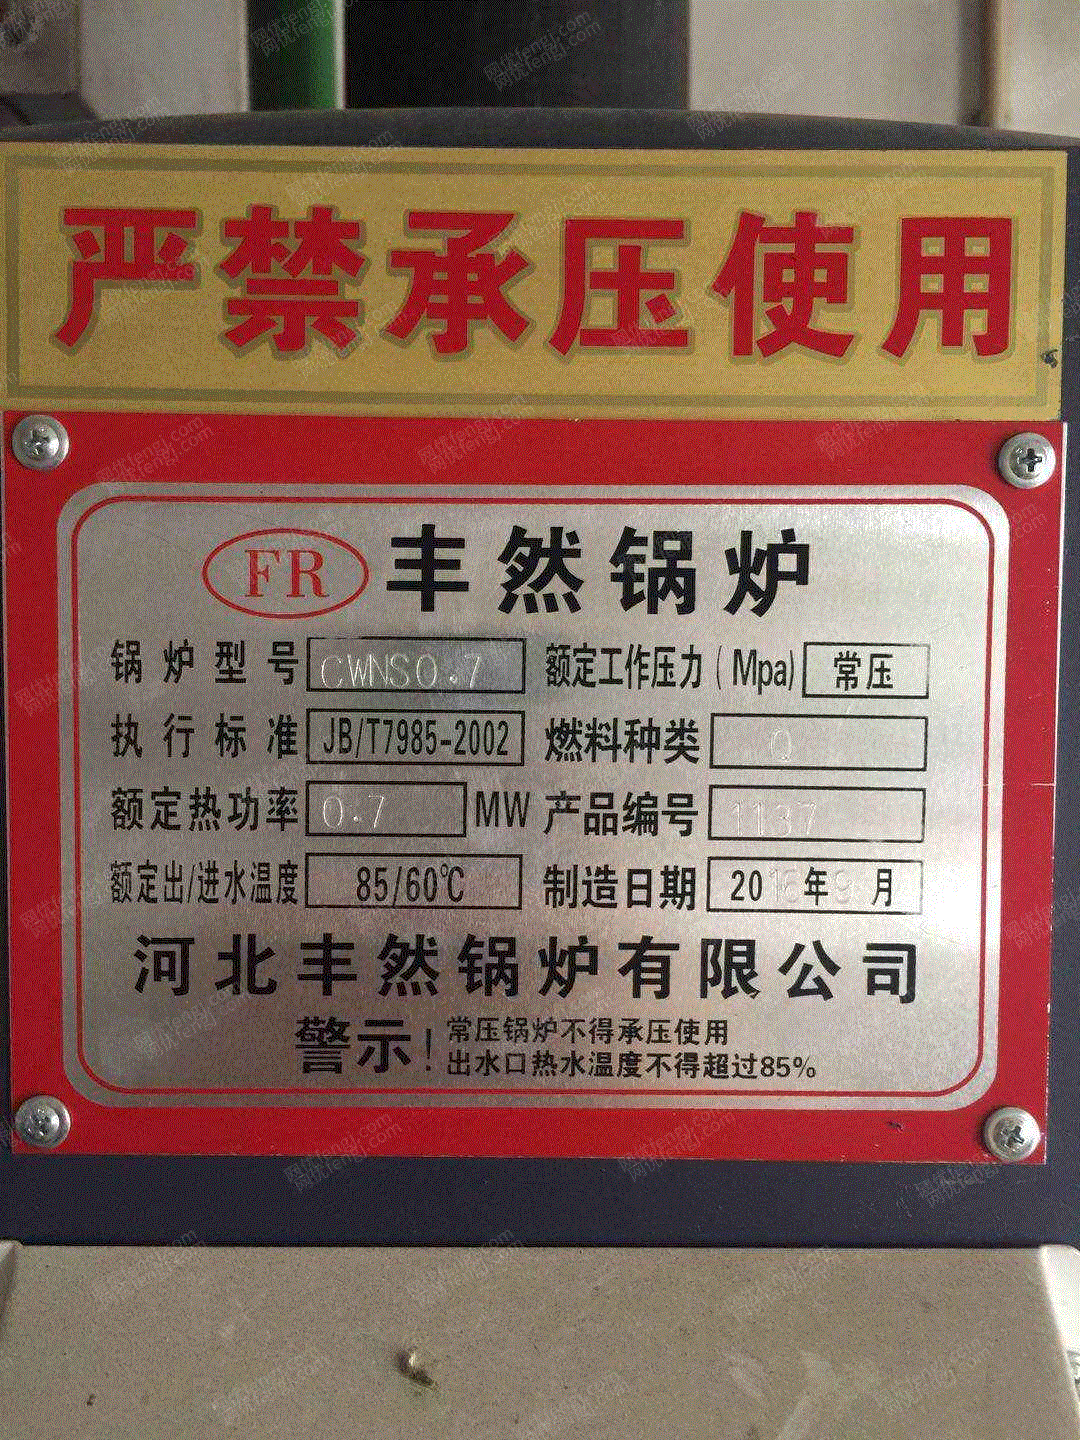 严禁承压使用
FR 丰然锅炉
锅炉型号 CWNS0.7 额定工作压力(Mpa) 常压
执行标准 JB/T7985-2002 燃料种类 Q
额定热功率 0.7 MW 产品编号 1137
额定出/进水温度 85/60℃ 制造日期 2016年9月
河北丰然锅炉有限公司
警示! 常压锅炉不得承压使用
出水口热水温度不得超过85%